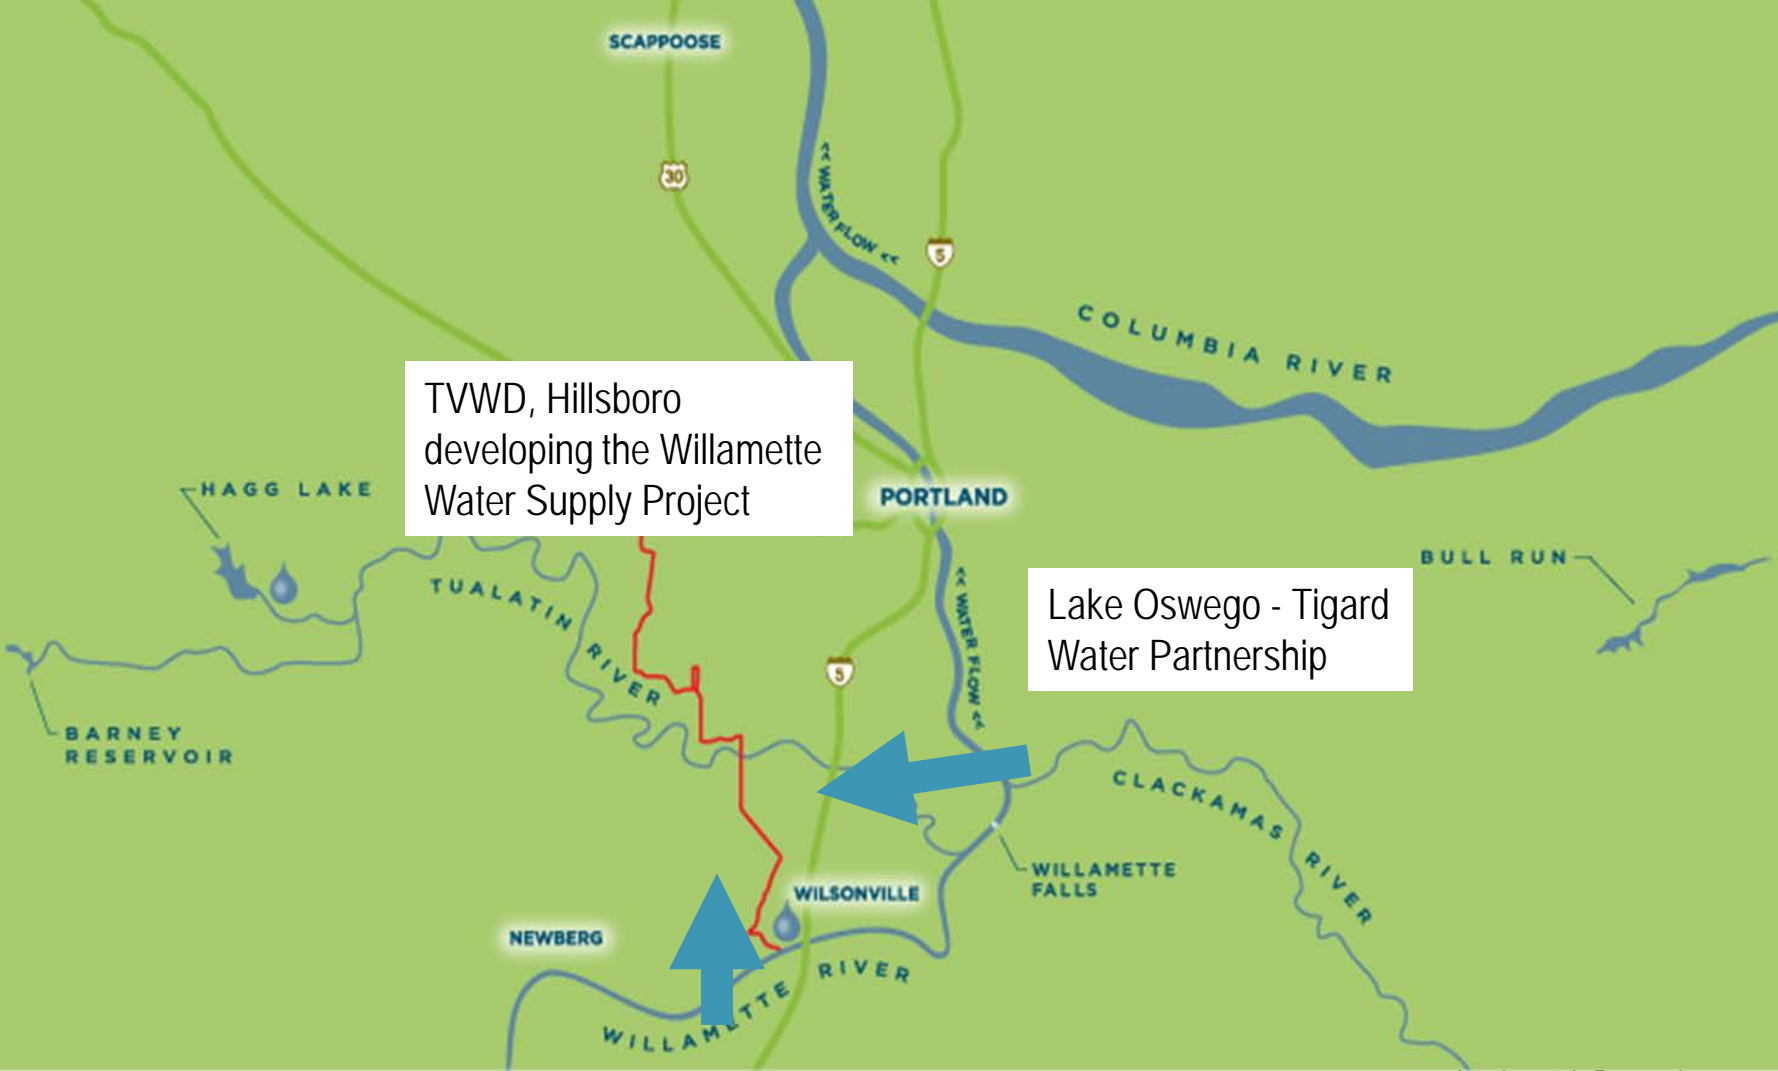 SCAPPOOSE
30
<< WATER FLOW <<
5
COLUMBIA RIVER
TVWD, Hillsboro
developing the Willamette
Water Supply Project
HAGG LAKE
PORTLAND
BULL RUN
TUALATIN RIVER
<< WATER FLOW <<
Lake Oswego - Tigard
Water Partnership
5
BARNEY
RESERVOIR
CLACKAMAS RIVER
WILLAMETTE
FALLS
WILSONVILLE
NEWBERG
WILLAMETTE RIVER